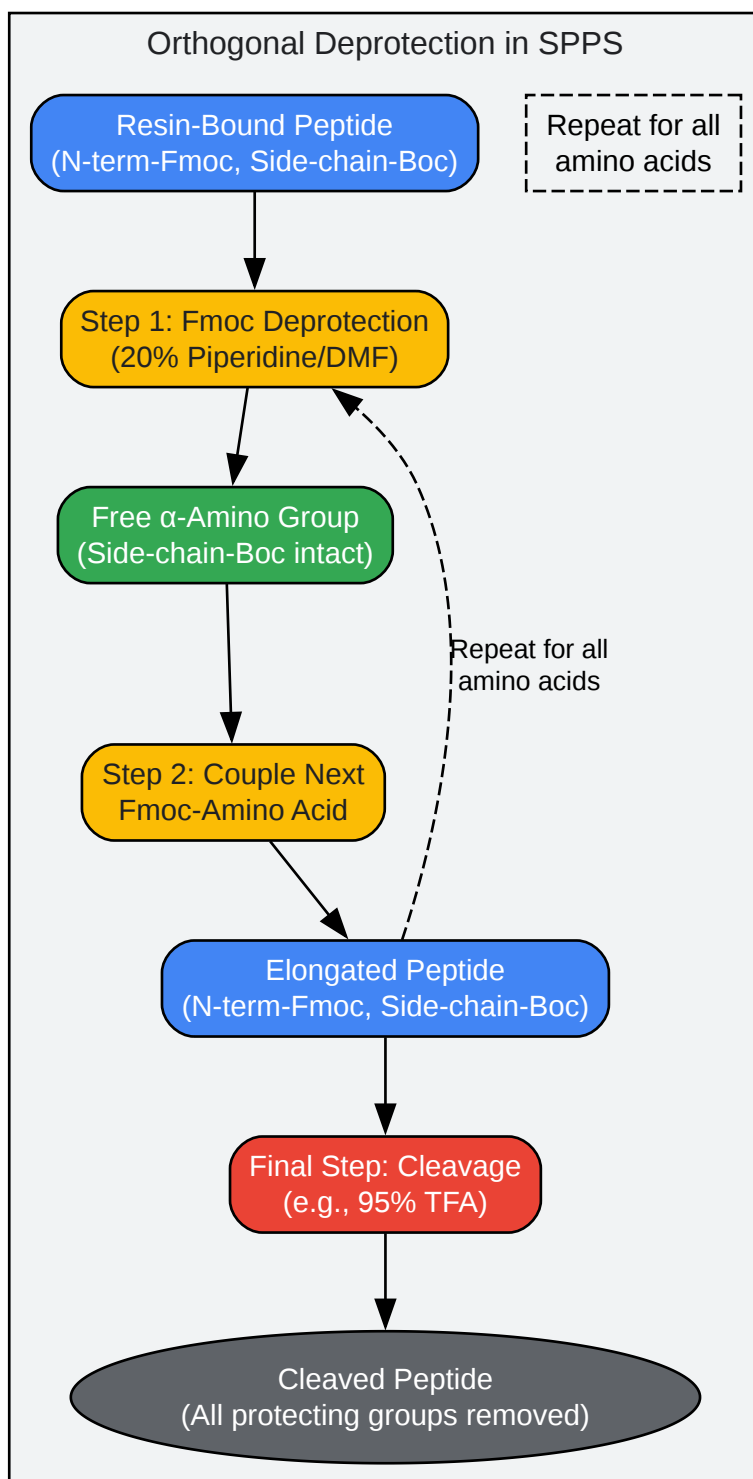 Orthogonal Deprotection in SPPS
Resin-Bound Peptide
(N-term-Fmoc, Side-chain-Boc)
Repeat for all
amino acids
Step 1: Fmoc Deprotection
(20% Piperidine/DMF)
Free α-Amino Group
(Side-chain-Boc intact)
Repeat for all
amino acids
Step 2: Couple Next
Fmoc-Amino Acid
Elongated Peptide
(N-term-Fmoc, Side-chain-Boc)
Final Step: Cleavage
(e.g., 95% TFA)
Cleaved Peptide
(All protecting groups removed)